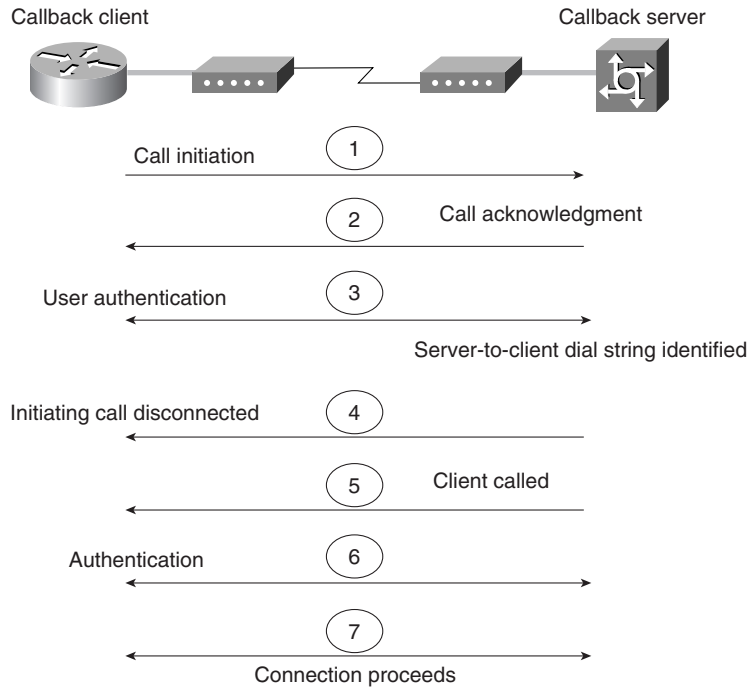 Callback client
Callback server
1
Call initiation
2
Call acknowledgment
3
User authentication
Server-to-client dial string identified
4
Initiating call disconnected
5
Client called
6
Authentication
7
Connection proceeds